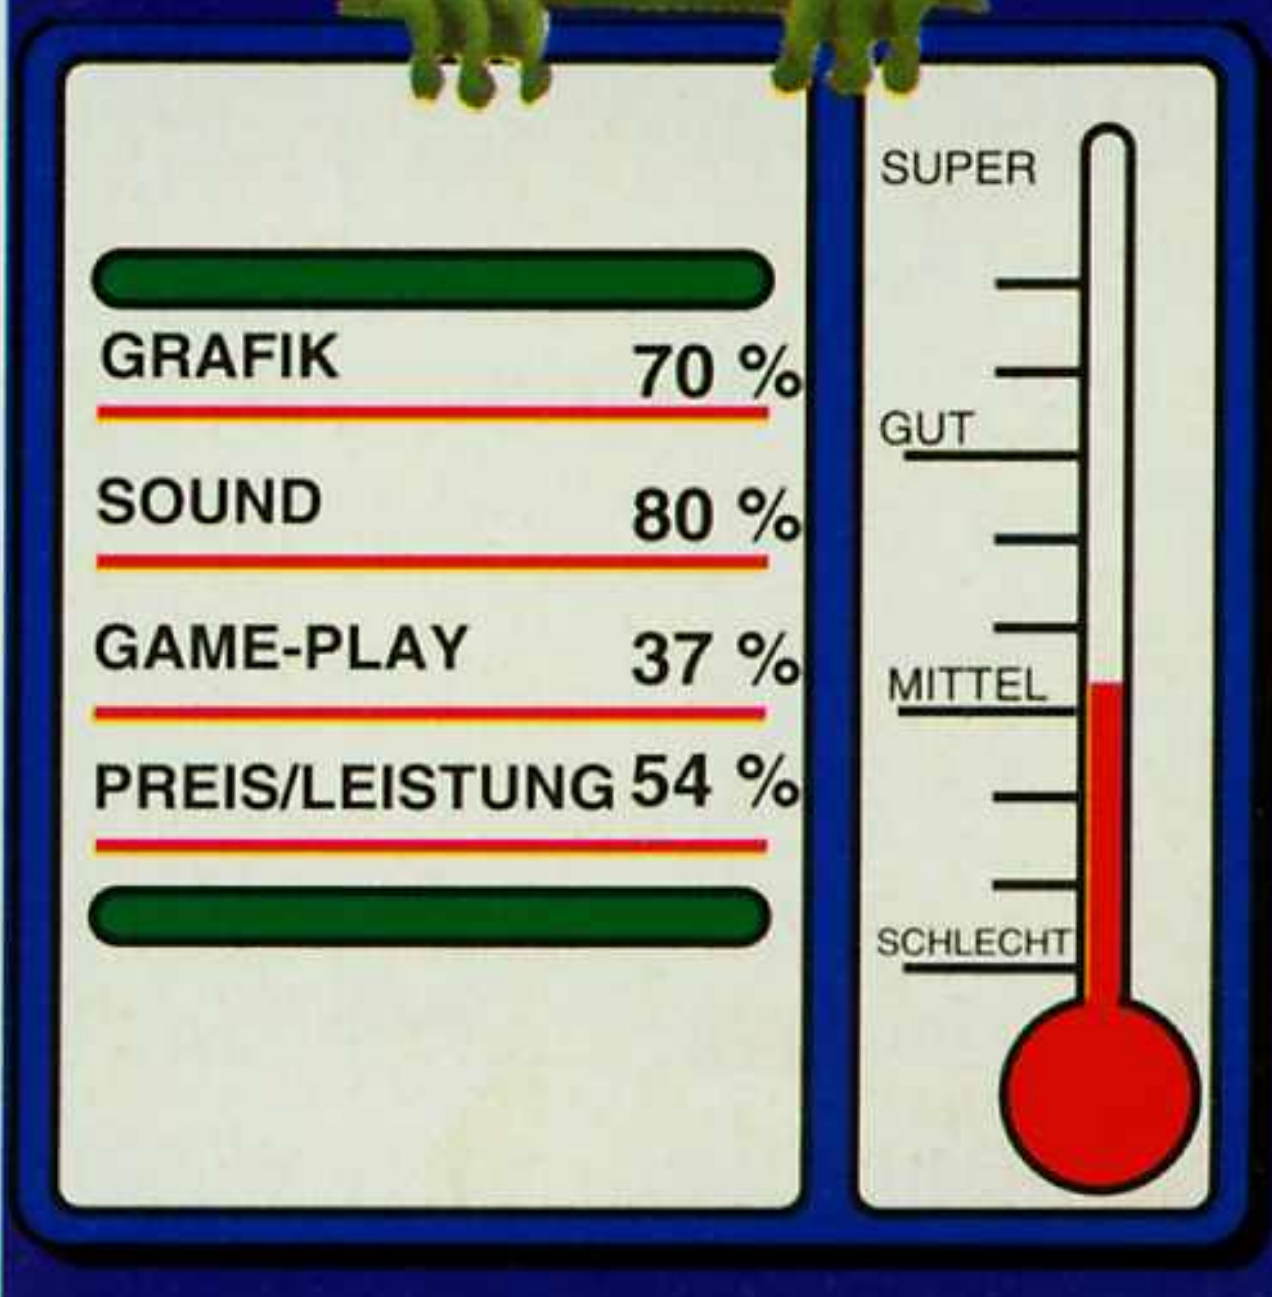 GRAFIK 70 %
SOUND 80 %
GAME-PLAY 37 %
PREIS/LEISTUNG 54 %
SUPER
GUT
MITTEL
SCHLECHT